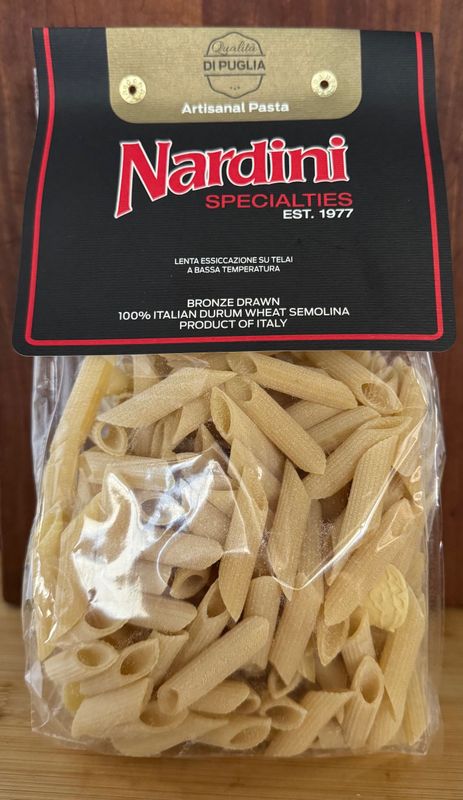 Qualità
DI PUGLIA
Artisanal Pasta
Nardini
SPECIALTIES
EST. 1977
LENTA ESSICCAZIONE SU TELAI
A BASSA TEMPERATURA
BRONZE DRAWN
100% ITALIAN DURUM WHEAT SEMOLINA
PRODUCT OF ITALY